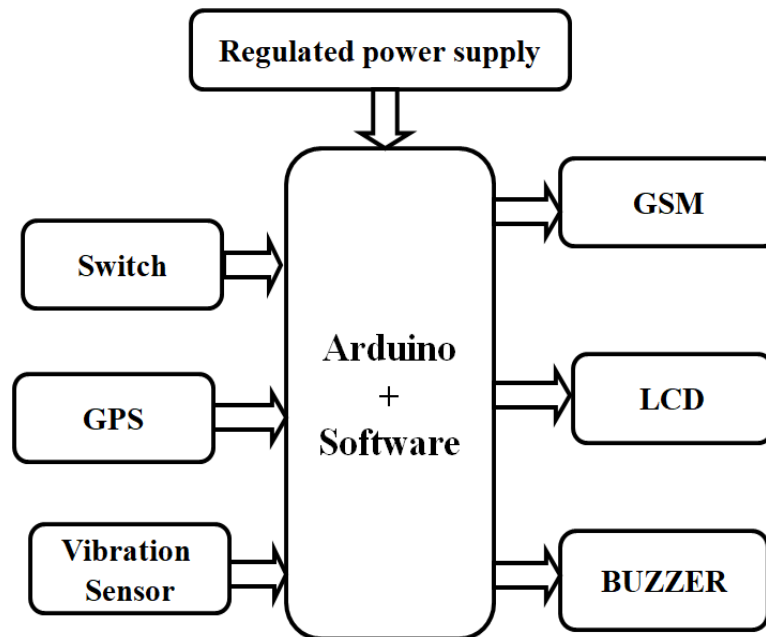 Regulated power supply
Switch
GPS
Vibration
Sensor
Arduino
+
Software
GSM
LCD
BUZZER